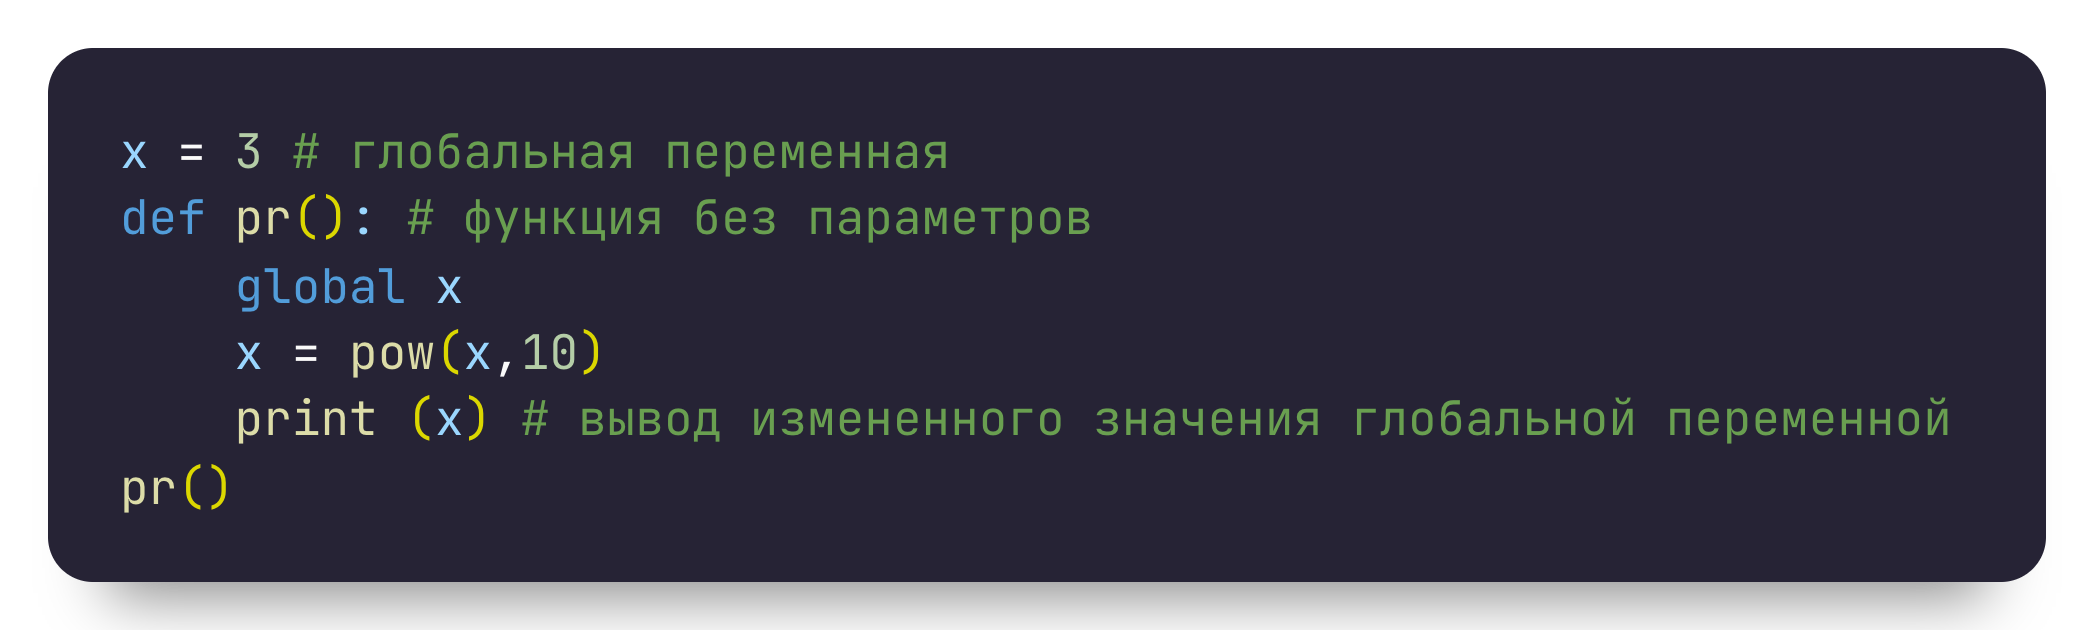 x = 3 # глобальная переменная
def pr(): # функция без параметров
    global x
    x = pow(x,10)
    print (x) # вывод измененного значения глобальной переменной
pr()